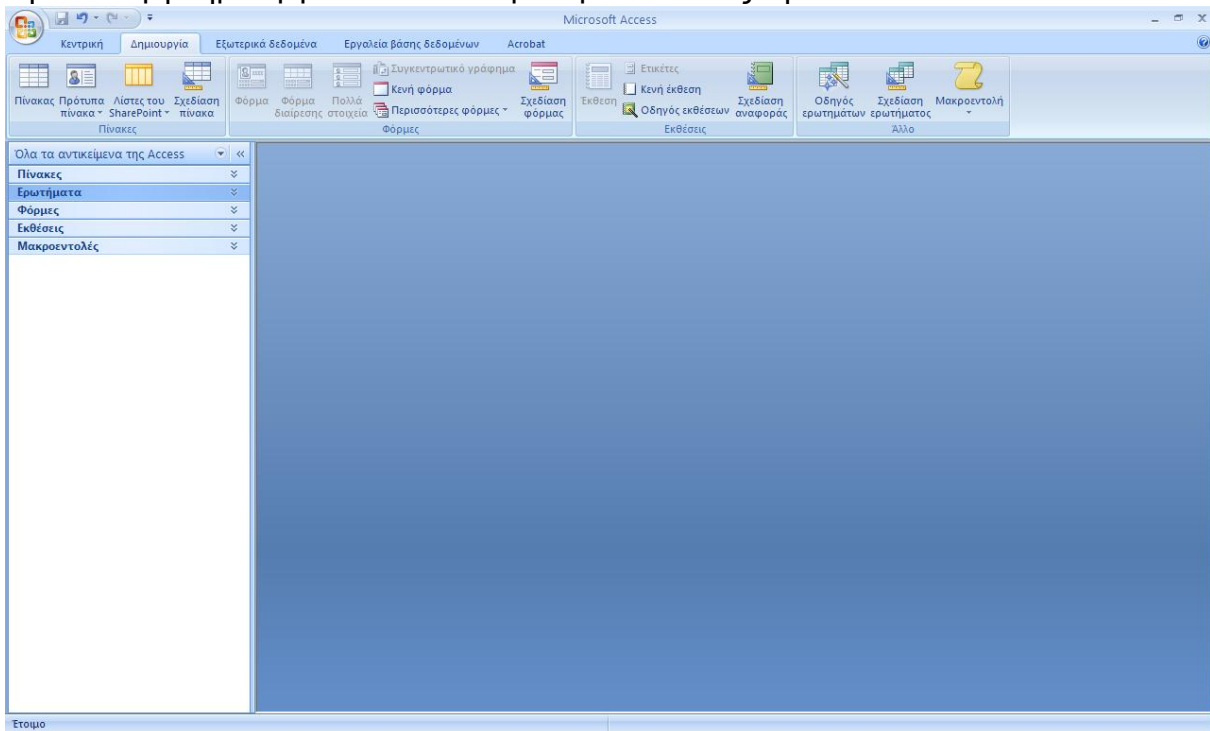 Microsoft Access
Κεντρική Δημιουργία Εξωτερικά δεδομένα Εργαλεία βάσης δεδομένων Acrobat
Πίνακας
Πρότυπα πίνακα
Λίστες του SharePoint
Σχεδίαση πίνακα
Πίνακες
Φόρμα
Φόρμα διαίρεσης
Πολλά στοιχεία
Συγκεντρωτικό γράφημα
Κενή φόρμα
Περισσότερες φόρμες
Σχεδίαση φόρμας
Φόρμες
Έκθεση
Ετικέτες
Κενή έκθεση
Οδηγός εκθέσεων
Σχεδίαση αναφοράς
Εκθέσεις
Οδηγός ερωτημάτων
Σχεδίαση ερωτήματος
Μακροεντολή
Άλλο
Όλα τα αντικείμενα της Access
Πίνακες
Ερωτήματα
Φόρμες
Εκθέσεις
Μακροεντολές
Έτοιμο